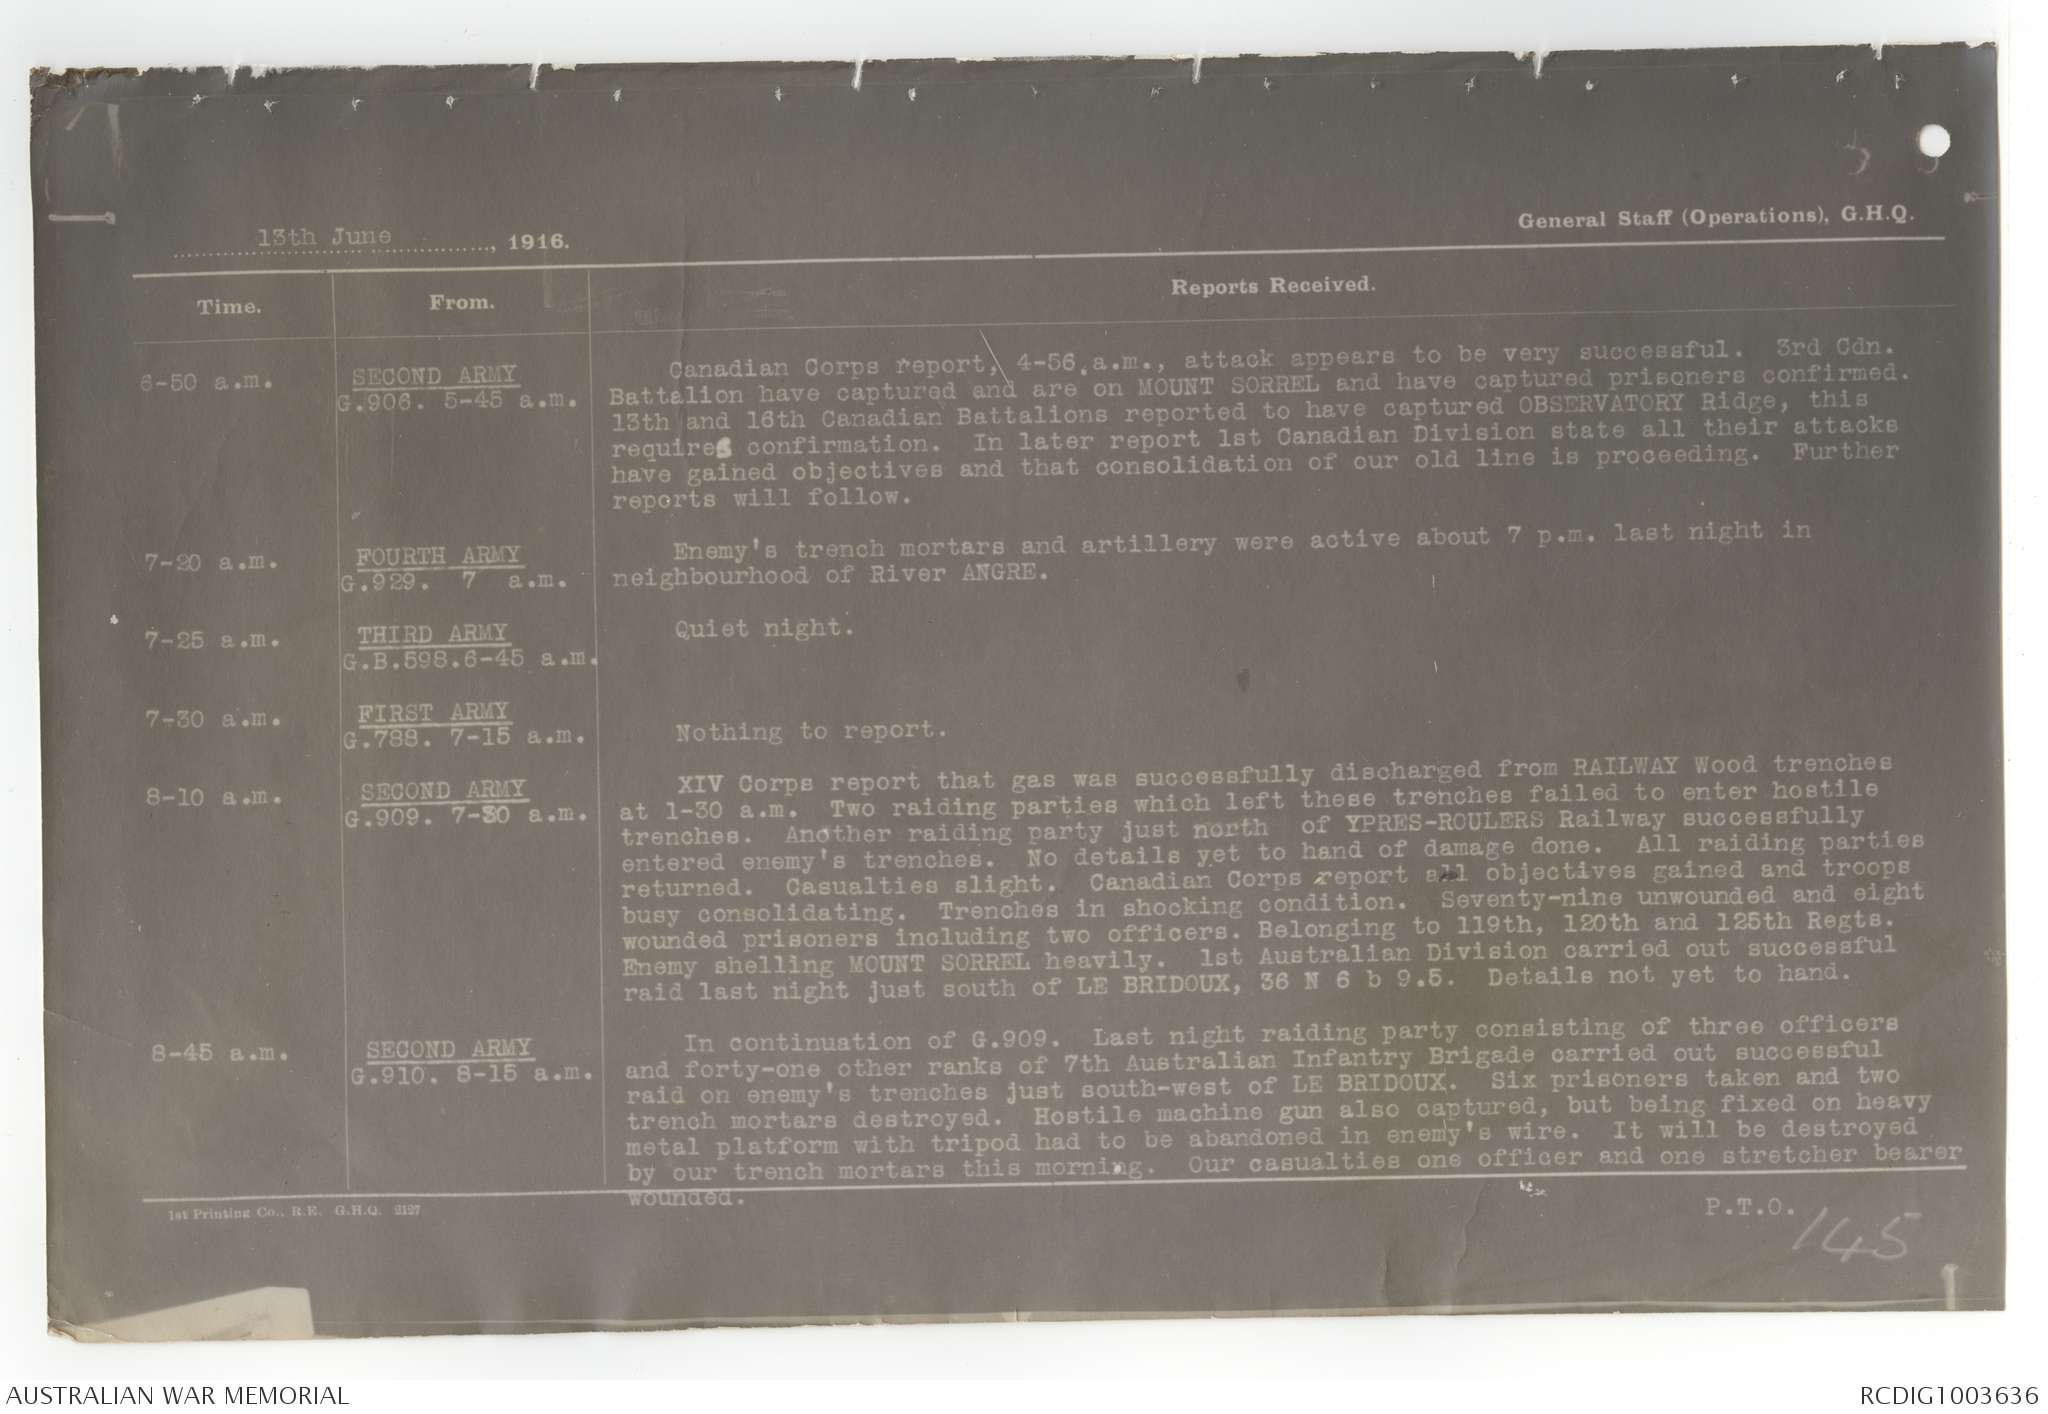 General Staff (Operations), G.H.Q.
13th June, 1916.
Time.
From.
Reports Received.
6-50 a.m.
SECOND ARMY
G.906. 5-45 a.m.
Canadian Corps report, 4-56.a.m., attack appears to be very successful. 3rd Cdn.
Battalion have captured and are on MOUNT SORREL and have captured prisoners confirmed.
13th and 16th Canadian Battalions reported to have captured OBSERVATORY Ridge, this
requires confirmation. In later report 1st Canadian Division state all their attacks
have gained objectives and that consolidation of our old line is proceeding. Further
reports will follow.
7-20 a.m.
FOURTH ARMY
G.929. 7 a.m.
Enemy's trench mortars and artillery were active about 7 p.m. last night in
neighbourhood of River ANGRE.
7-25 a.m.
THIRD ARMY
G.B.598.6-45 a.m.
Quiet night.
7-30 a.m.
FIRST ARMY
G.788. 7-15 a.m.
Nothing to report.
8-10 a.m.
SECOND ARMY
G.909. 7-30 a.m.
XIV Corps report that gas was successfully discharged from RAILWAY Wood trenches
at 1-30 a.m. Two raiding parties which left these trenches failed to enter hostile
trenches. Another raiding party just north of YPRES-ROULERS Railway successfully
entered enemy's trenches. No details yet to hand of damage done. All raiding parties
returned. Casualties slight. Canadian Corps report all objectives gained and troops
busy consolidating. Trenches in shocking condition. Seventy-nine unwounded and eight
wounded prisoners including two officers. Belonging to 119th, 120th and 125th Regts.
Enemy shelling MOUNT SORREL heavily. 1st Australian Division carried out successful
raid last night just south of LE BRIDOUX, 36 N 6 b 9.5. Details not yet to hand.
8-45 a.m.
SECOND ARMY
G.910. 8-15 a.m.
In continuation of G.909. Last night raiding party consisting of three officers
and forty-one other ranks of 7th Australian Infantry Brigade carried out successful
raid on enemy's trenches just south-west of LE BRIDOUX. Six prisoners taken and two
trench mortars destroyed. Hostile machine gun also captured, but being fixed on heavy
metal platform with tripod had to be abandoned in enemy's wire. It will be destroyed
by our trench mortars this morning. Our casualties one officer and one stretcher bearer
wounded.
1st Printing Co., R.E. G.H.Q. 2127
P.T.O.
145
AUSTRALIAN WAR MEMORIAL
RCDIG1003636